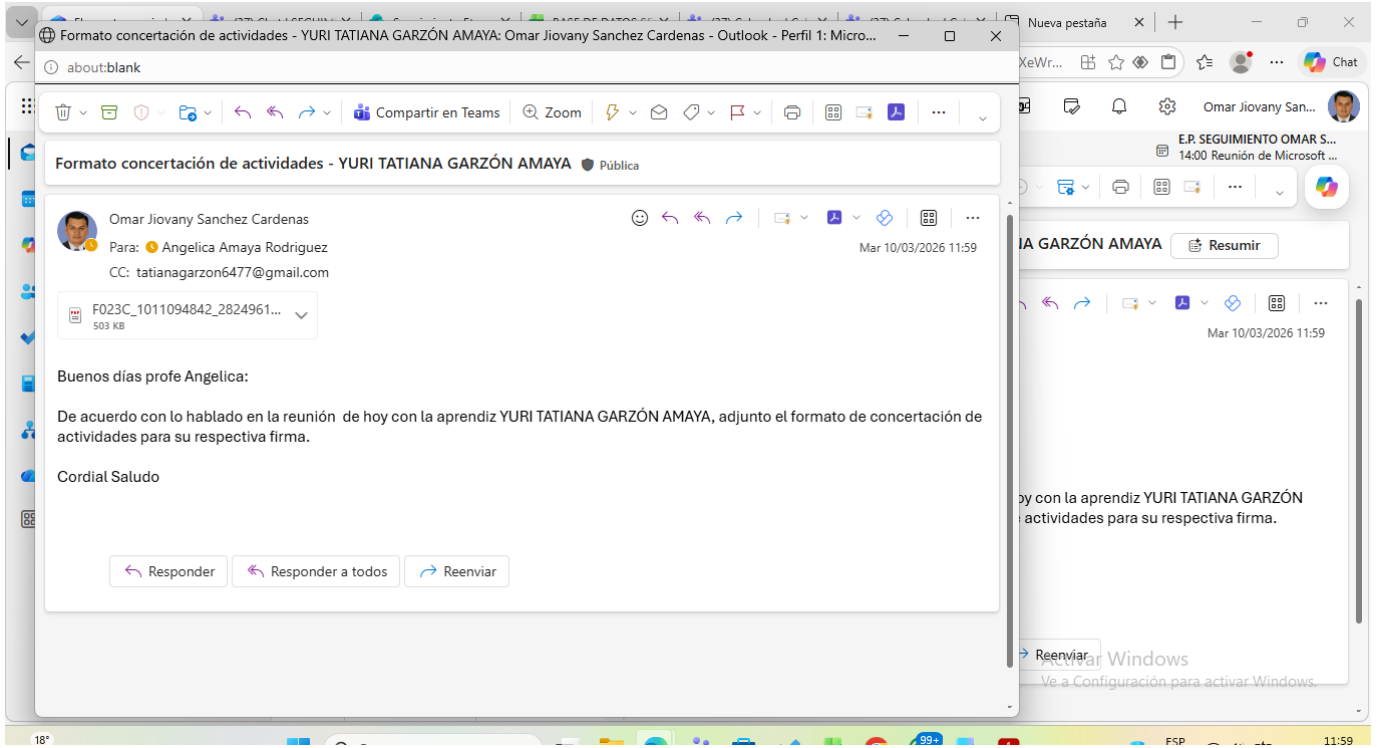 Nueva pestaña
Formato concertación de actividades - YURI TATIANA GARZÓN AMAYA: Omar Jiovany Sanchez Cardenas - Outlook - Perfil 1: Micro...
about:blank
XeWr...
Chat
Compartir en Teams
Zoom
Omar Jiovany San...
E.P. SEGUIMIENTO OMAR S...
14:00 Reunión de Microsoft ...
Formato concertación de actividades - YURI TATIANA GARZÓN AMAYA Pública
Omar Jiovany Sanchez Cardenas
Para: Angelica Amaya Rodriguez
Mar 10/03/2026 11:59
CC: tatianagarzon6477@gmail.com
F023C_1011094842_2824961...
503 KB
Buenos días profe Angelica:
De acuerdo con lo hablado en la reunión de hoy con la aprendiz YURI TATIANA GARZÓN AMAYA, adjunto el formato de concertación de
actividades para su respectiva firma.
Cordial Saludo
Responder
Responder a todos
Reenviar
GARZÓN AMAYA
Resumir
Mar 10/03/2026 11:59
con la aprendiz YURI TATIANA GARZÓN
actividades para su respectiva firma.
Reenviar
Activar Windows
Ve a Configuración para activar Windows.
18°
99+
ESP
11:59